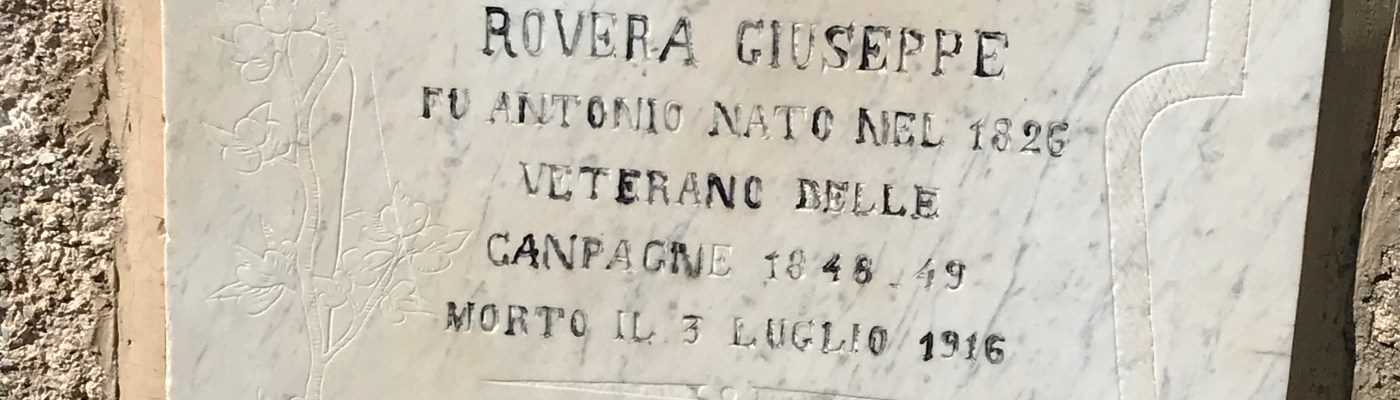 ROVERA GIUSEPPE
FU ANTONIO NATO NEL 1826
VETERANO DELLE
CANPAGNE 1848.49
MORTO IL 3 LUGLIO 1916